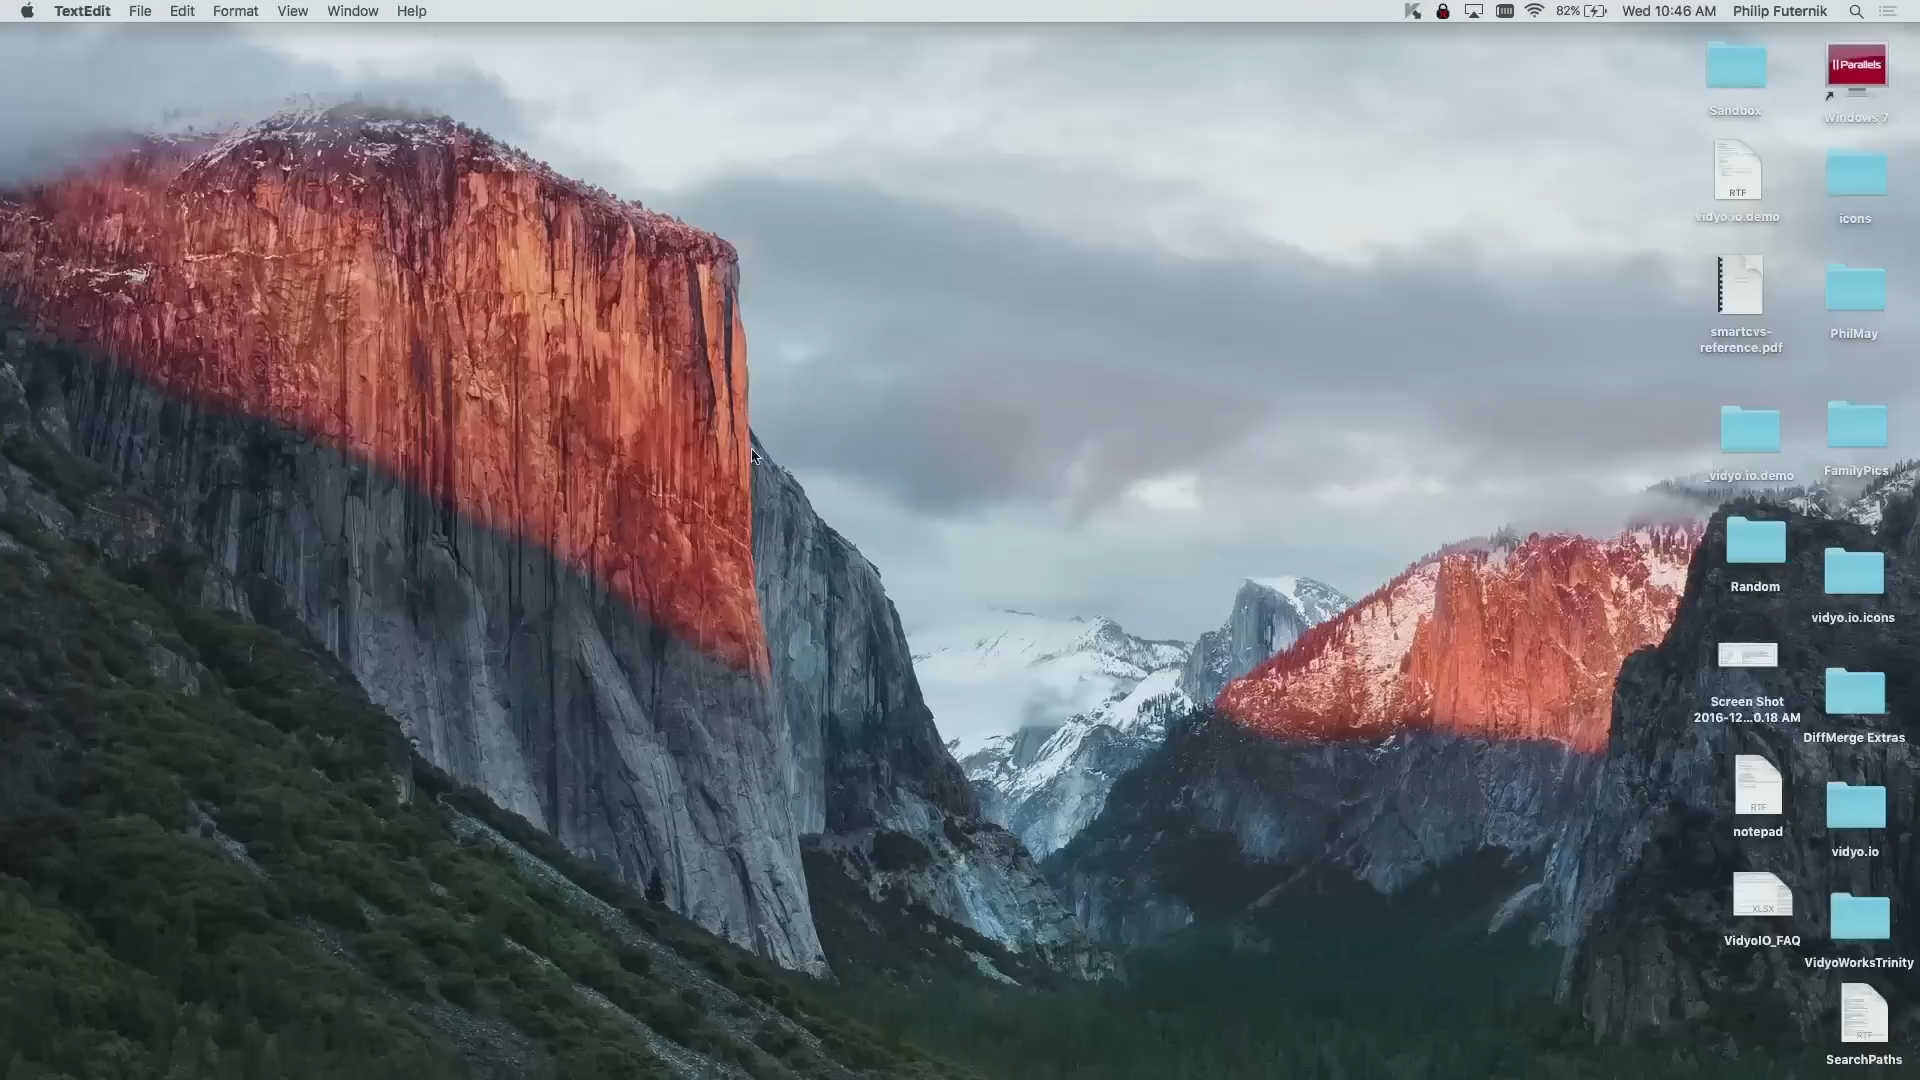 TextEdit File Edit Format View Window Help 82% Wed 10:46 AM Philip Futernik
Parallels
Sandbox
Windows 7
RTF
vidyo.io.demo
icons
smartcvs-
reference.pdf
PhilMay
_vidyo.io.demo
FamilyPics
Random
vidyo.io.icons
Screen Shot
2016-12...0.18 AM
DiffMerge Extras
RTF
notepad
vidyo.io
XLSX
VidyoIO_FAQ
VidyoWorksTrinity
RTF
SearchPaths